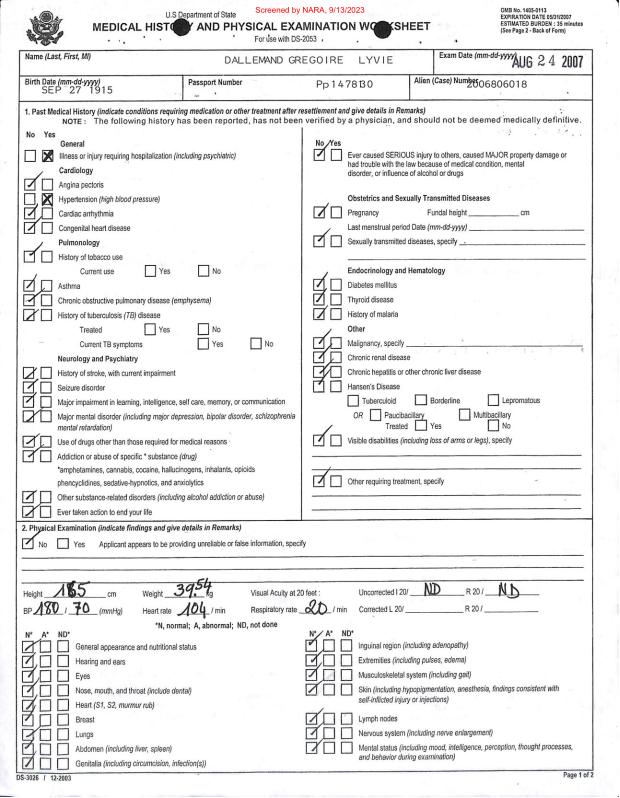 Screened by NARA, 9/13/2023
U.S Department of State
MEDICAL HIST AND PHYSICAL EXAMINATION WO KSHEET
For use with DS-2053
OMB No. 1405-0113
EXPIRATION DATE 05/31/2007
ESTIMATED BURDEN: 35 minutes
(See Page 2 - Back of Form)
Name (Last, First, MI)
DALLEMAND GREGOIRE LYVIE
Exam Date (mm-dd-yyyy)
AUG 24 2007
Birth Date (mm-dd-yyyy)
SEP 27 1915
Passport Number
Alien (Case) Number
2006806018
1. Past Medical History (indicate conditions requiring medication or other treatment after resettlement and give details in Remarks)
NOTE : The following history has been reported, has not been verified by a physician, and should not be deemed medically definitive.
No Yes
General
Illness or injury requiring hospitalization (including psychiatric)
Cardiology
Angina pectoris
Hypertension (high blood pressure)
Cardiac arrhythmia
Congenital heart disease
Pulmonology
History of tobacco use
Current use Yes No
Asthma
Chronic obstructive pulmonary disease (emphysema)
History of tuberculosis (TB) disease
Treated Yes No
Current TB symptoms Yes No
Neurology and Psychiatry
History of stroke, with current impairment
Seizure disorder
Major impairment in learning, intelligence, self care, memory, or communication
Major mental disorder (including major depression, bipolar disorder, schizophrenia
mental retardation)
Use of drugs other than those required for medical reasons
Addiction or abuse of specific * substance (drug)
*amphetamines, cannabis, cocaine, hallucinogens, inhalants, opioids
phencyclidines, sedative-hypnotics, and anxiolytics
Other substance-related disorders (including alcohol addiction or abuse)
Ever taken action to end your life
No Yes
Ever caused SERIOUS injury to others, caused MAJOR property damage or
had trouble with the law because of medical condition, mental
disorder, or influence of alcohol or drugs
Obstetrics and Sexually Transmitted Diseases
Pregnancy Fundal height cm
Last menstrual period Date (mm-dd-yyyy)
Sexually transmitted diseases, specify
Endocrinology and Hematology
Diabetes mellitus
Thyroid disease
History of malaria
Other
Malignancy, specify
Chronic renal disease
Chronic hepatitis or other chronic liver disease
Hansen's Disease
Tuberculoid Borderline Lepromatous
OR Paucibacillary Multibacillary
Treated Yes No
Visible disabilities (including loss of arms or legs), specify
Other requiring treatment, specify
2. Physical Examination (indicate findings and give details in Remarks)
No Yes Applicant appears to be providing unreliable or false information, specify
Height cm Weight 39.54 kg Visual Acuity at 20 feet : Uncorrected l 20/ ND R 20 / ND
BP 180 / 70 (mmHg) Heart rate 104 / min Respiratory rate 20 / min Corrected L 20/ R 20 /
*N, normal; A, abnormal; ND, not done
N* A* ND*
General appearance and nutritional status
Hearing and ears
Eyes
Nose, mouth, and throat (include dental)
Heart (S1, S2, murmur rub)
Breast
Lungs
Abdomen (including liver, spleen)
Genitalia (including circumcision, infection(s))
N* A* ND*
Inguinal region (including adenopathy)
Extremities (including pulses, edema)
Musculoskeletal system (including gait)
Skin (including hypopigmentation, anesthesia, findings consistent with
self-inflicted injury or injections)
Lymph nodes
Nervous system (including nerve enlargement)
Mental status (including mood, intelligence, perception, thought processes,
and behavior during examination)
DS-3026 / 12-2003
Page 1 of 2